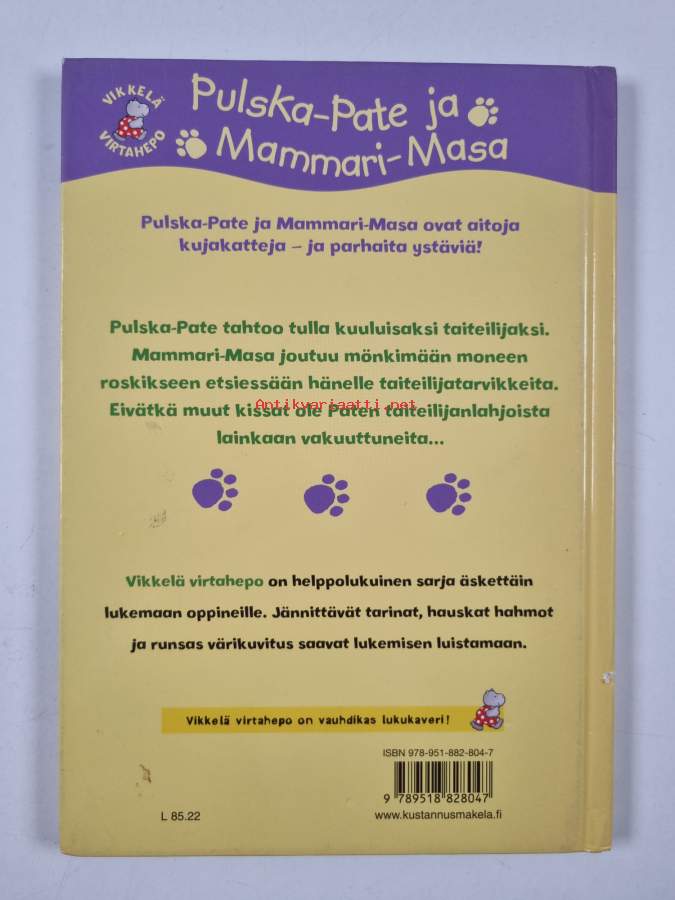 VIKKELÄ
VIRTAHEPO
Pulska-Pate ja
Mammari-Masa
Pulska-Pate ja Mammari-Masa ovat aitoja
kujakatteja – ja parhaita ystäviä!
Pulska-Pate tahtoo tulla kuuluisaksi taiteilijaksi.
Mammari-Masa joutuu mönkimään moneen
roskikseen etsiessään hänelle taiteilijatarvikkeita.
Antikvariaatti.net
Eivätkä muut kissat ole Paten taiteilijanlahjoista
lainkaan vakuuttuneita...
Vikkelä virtahepo on helppolukuinen sarja äskettäin
lukemaan oppineille. Jännittävät tarinat, hauskat hahmot
ja runsas värikuvitus saavat lukemisen luistamaan.
Vikkelä virtahepo on vauhdikas lukukaveri!
ISBN 978-951-882-804-7
9 789518 828047
L 85.22
www.kustannusmakela.fi